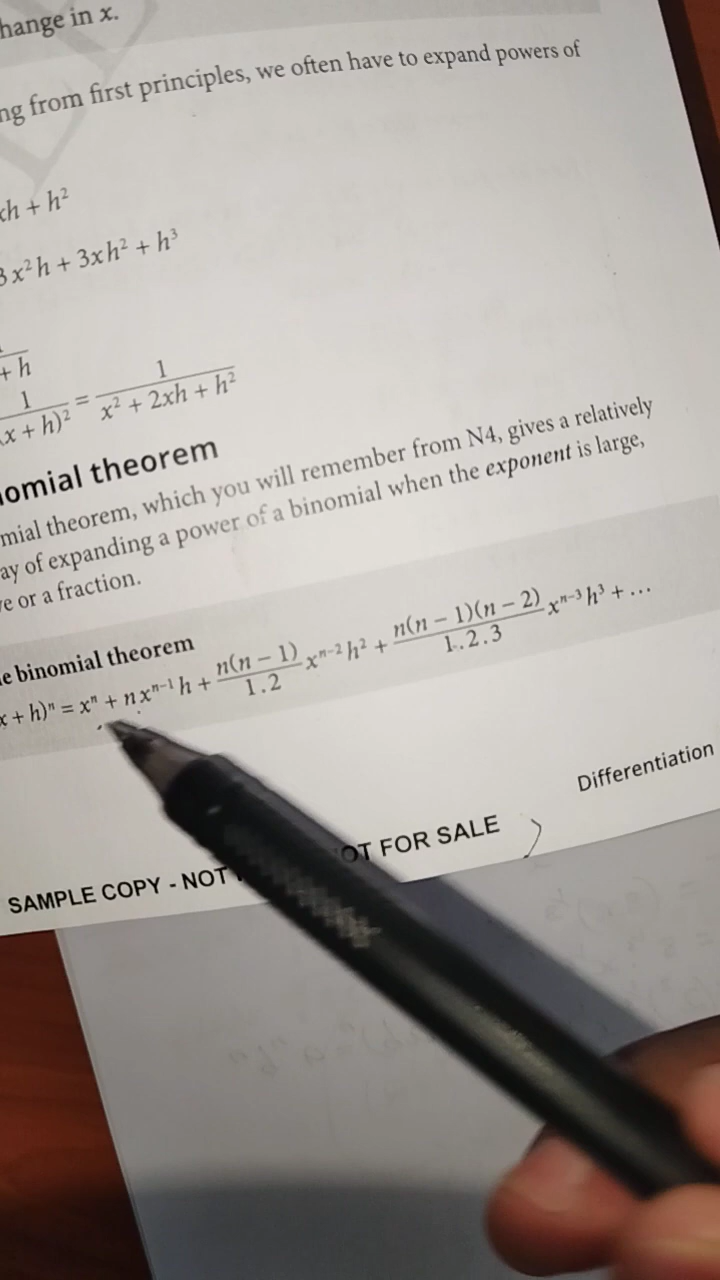 hange in x.
ng from first principles, we often have to expand powers of
xh + h²
3x²h + 3xh² + h³
+ h
1/(x + h)² = 1/(x² + 2xh + h²)
omial theorem
mial theorem, which you will remember from N4, gives a relatively
ay of expanding a power of a binomial when the exponent is large,
ve or a fraction.
e binomial theorem
x + h)ⁿ = xⁿ + nxⁿ⁻¹h + n(n − 1)/1.2 xⁿ⁻²h² + n(n − 1)(n − 2)/1.2.3 xⁿ⁻³h³ + ...
Differentiation
SAMPLE COPY - NOT OT FOR SALE